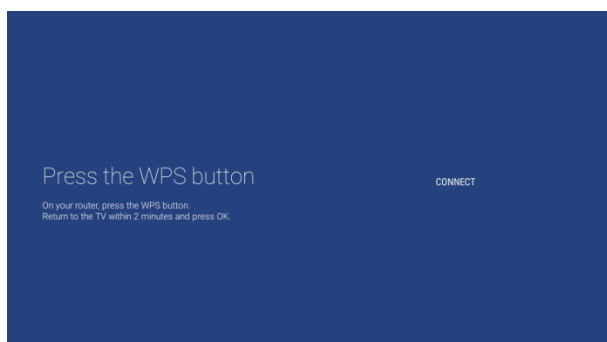 Press the WPS button
CONNECT
On your router, press the WPS button.
Return to the TV within 2 minutes and press OK.